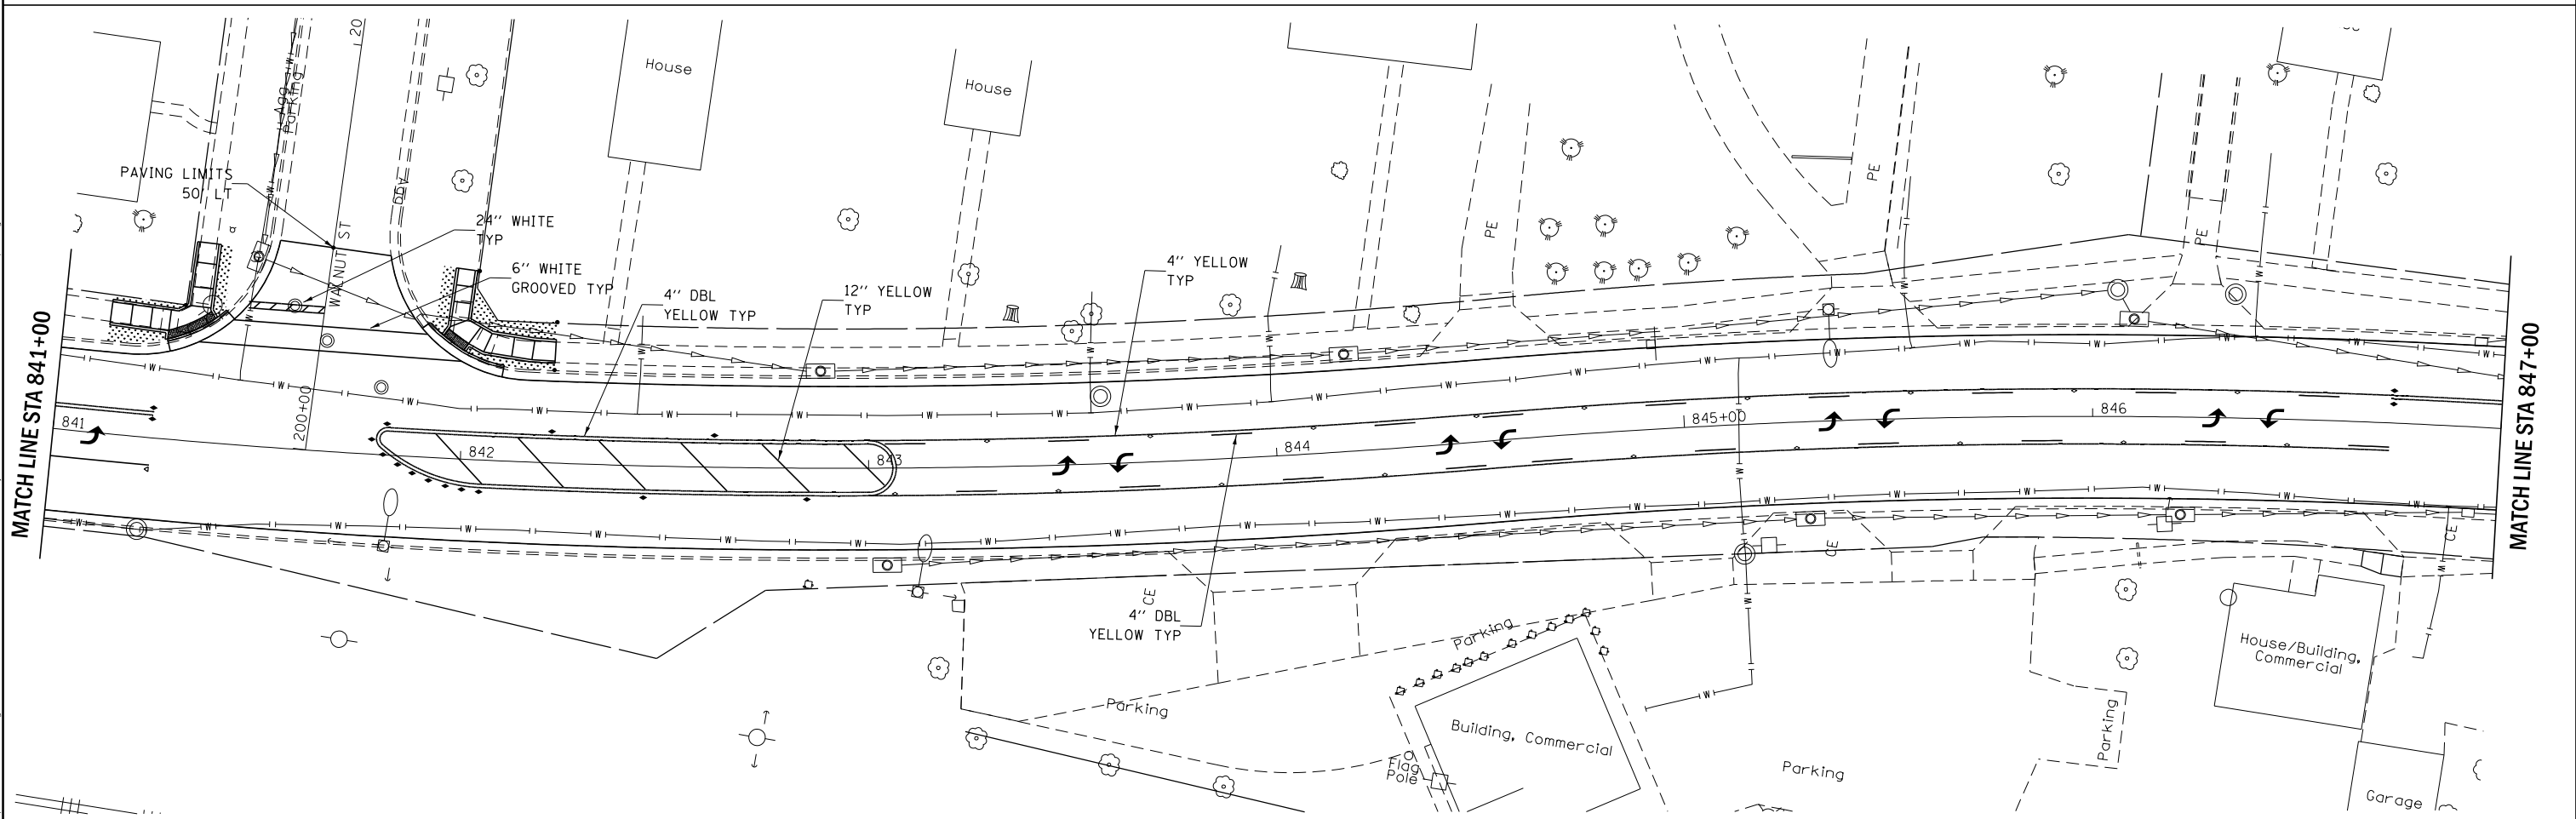 20
House
House
Agg
Parking
PE
PE
PAVING LIMITS
50' LT
24" WHITE
TYP
WALNUT ST
PE
6" WHITE
GROOVED TYP
4" DBL
YELLOW TYP
12" YELLOW
TYP
4" YELLOW
TYP
MATCH LINE STA 841+00
MATCH LINE STA 847+00
200+00
841
842
843
844
845+00
846
CE
CE
CE
4" DBL
YELLOW TYP
Parking
Parking
Building, Commercial
Flag
Pole
Parking
Parking
House/Building,
Commercial
Garage
W